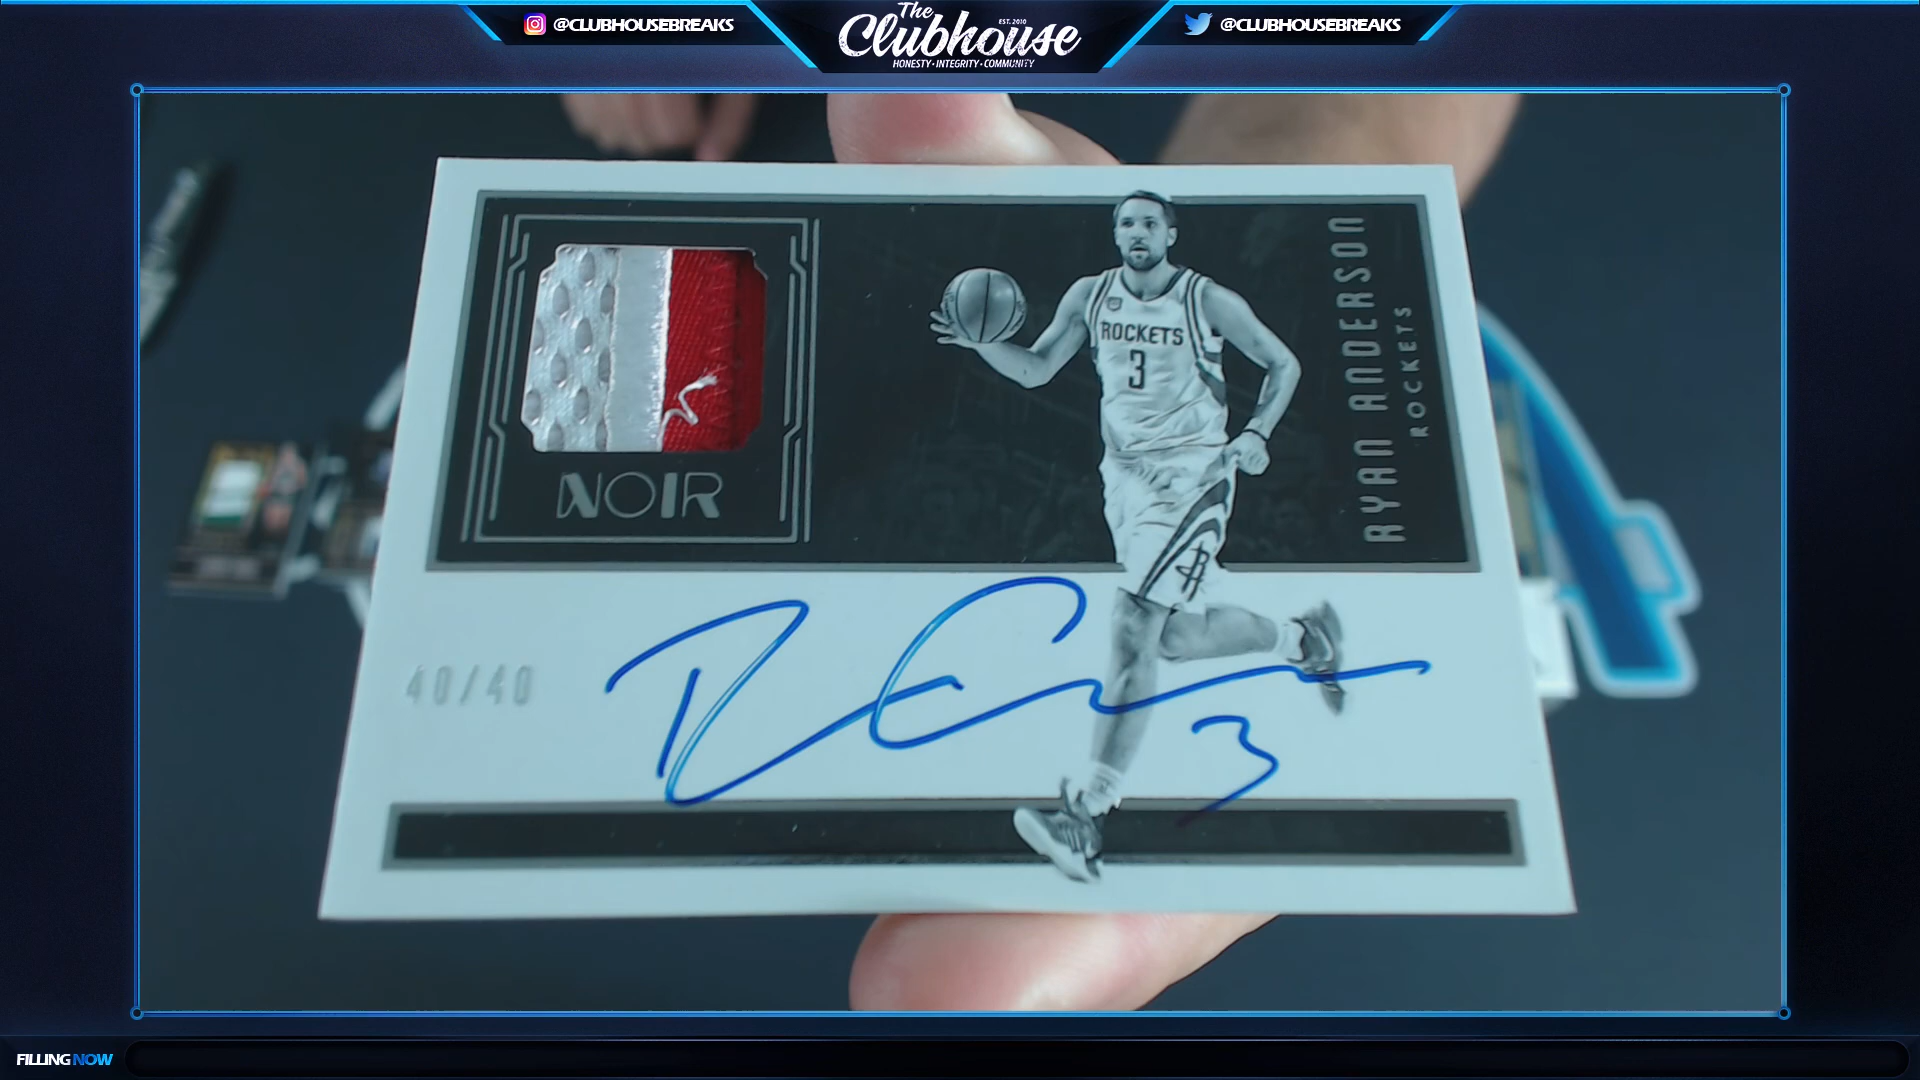 @CLUBHOUSEBREAKS
The Clubhouse
EST. 2010
HONESTY • INTEGRITY • COMMUNITY
@CLUBHOUSEBREAKS
NOIR
ROCKETS
3
RYAN ANDERSON
ROCKETS
40/40
3
FILLING NOW